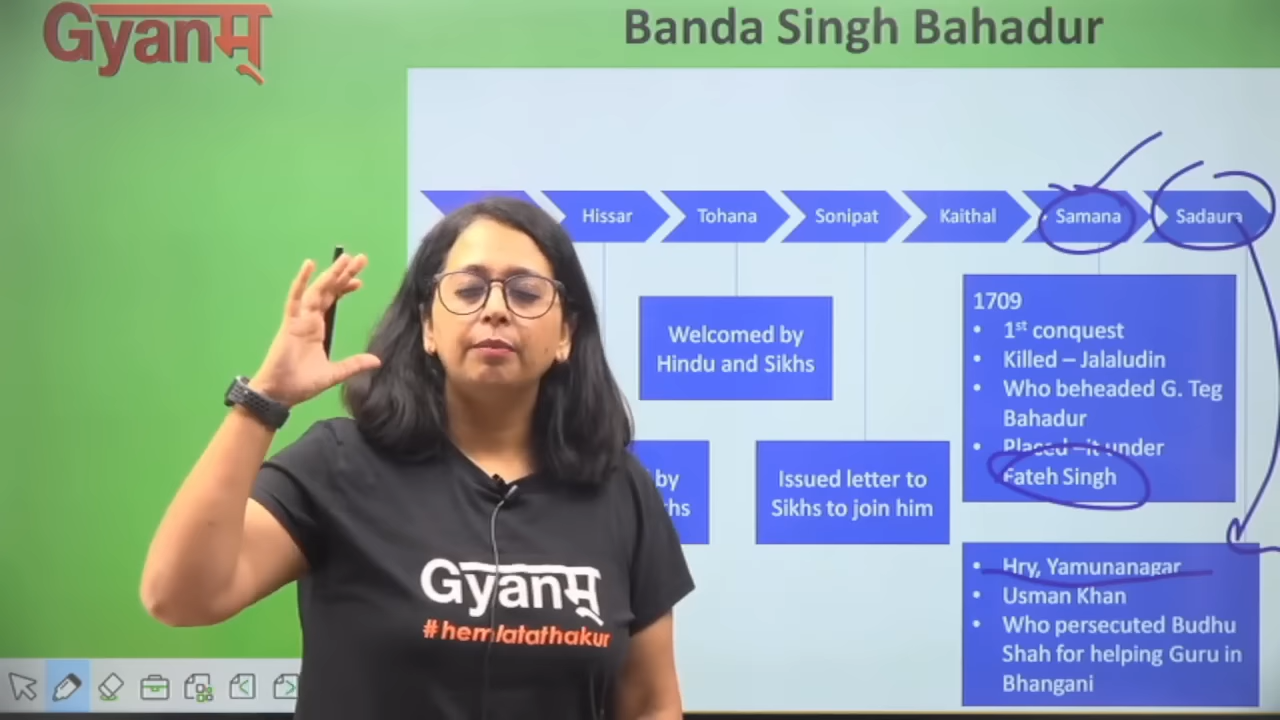 Gyanम्
Banda Singh Bahadur
Hissar
Tohana
Sonipat
Kaithal
Samana
Sadaura
Welcomed by
Hindu and Sikhs
by
hs
Issued letter to
Sikhs to join him
1709
• 1st conquest
• Killed – Jalaludin
• Who beheaded G. Teg
Bahadur
• Placed –it under
Fateh Singh
• Hry, Yamunanagar
• Usman Khan
• Who persecuted Budhu
Shah for helping Guru in
Bhangani
Gyanम्
#hemlatathakur